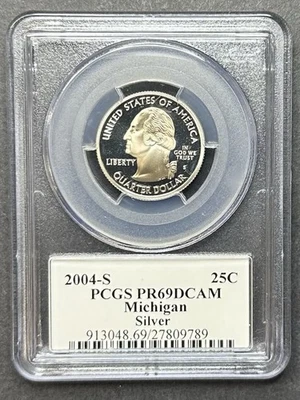 UNITED STATES OF AMERICA
LIBERTY
IN
GOD WE
TRUST
S
QUARTER DOLLAR
2004-S 25C
PCGS PR69DCAM
Michigan
Silver
913048.69/27809789